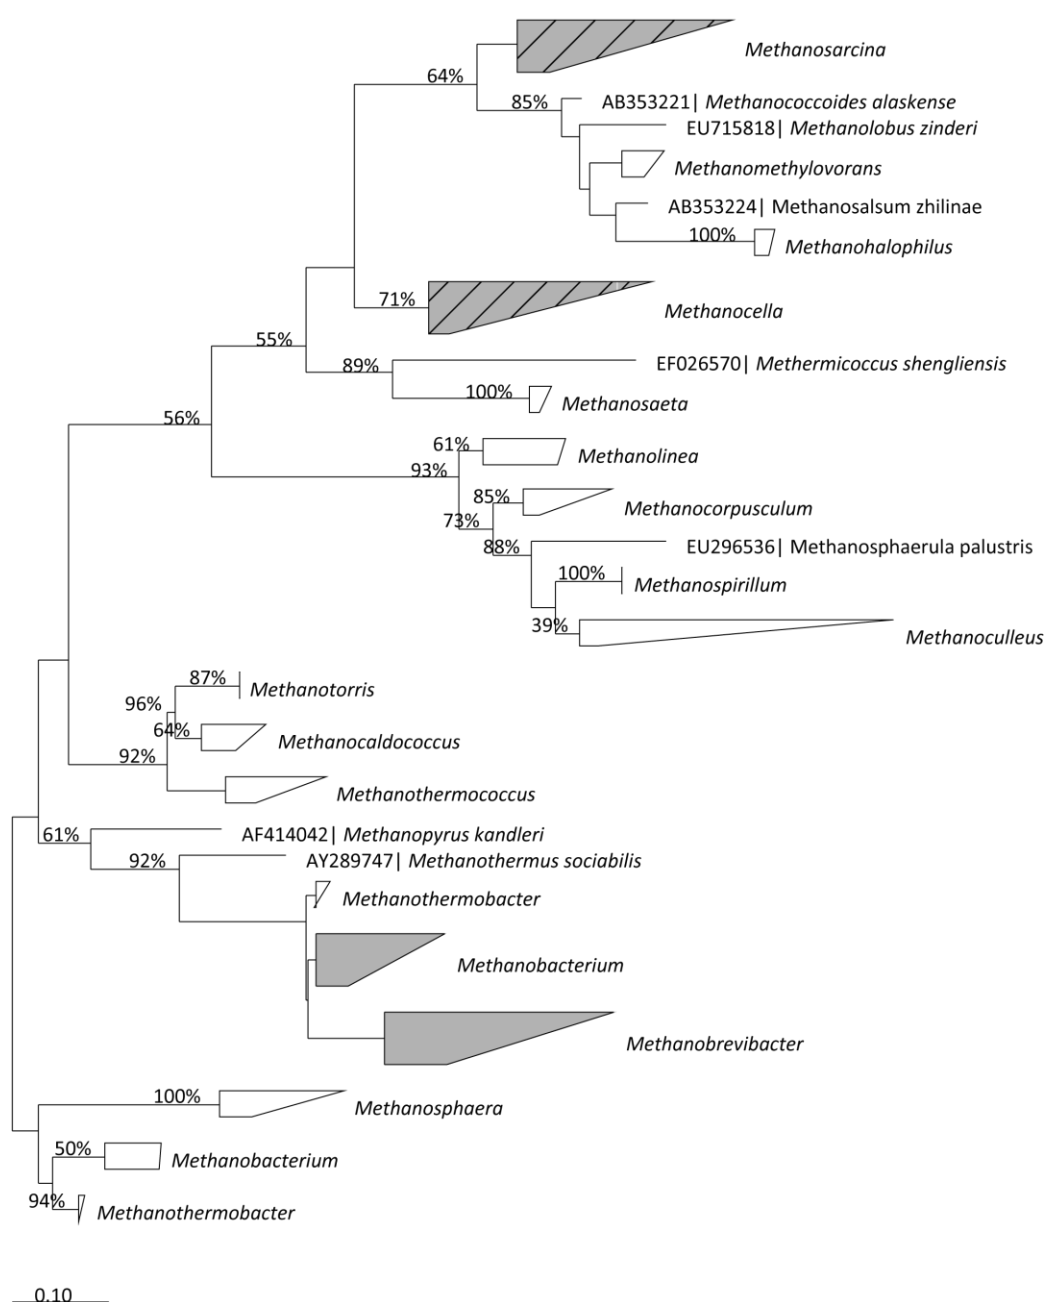 Methanosarcina
64%
85%
AB353221| Methanococcoides alaskense
EU715818| Methanolobus zinderi
Methanomethylovorans
AB353224| Methanosalsum zhilinae
100%
Methanohalophilus
71%
Methanocella
55%
EF026570| Methermicoccus shengliensis
89%
100%
Methanosaeta
56%
61%
Methanolinea
93%
85%
Methanocorpusculum
73%
88%
EU296536| Methanosphaerula palustris
100%
Methanospirillum
39%
Methanoculleus
87%
Methanotorris
96%
64%
Methanocaldococcus
92%
Methanothermococcus
61%
AF414042| Methanopyrus kandleri
92%
AY289747| Methanothermus sociabilis
Methanothermobacter
Methanobacterium
Methanobrevibacter
100%
Methanosphaera
50%
Methanobacterium
94%
Methanothermobacter
0.10